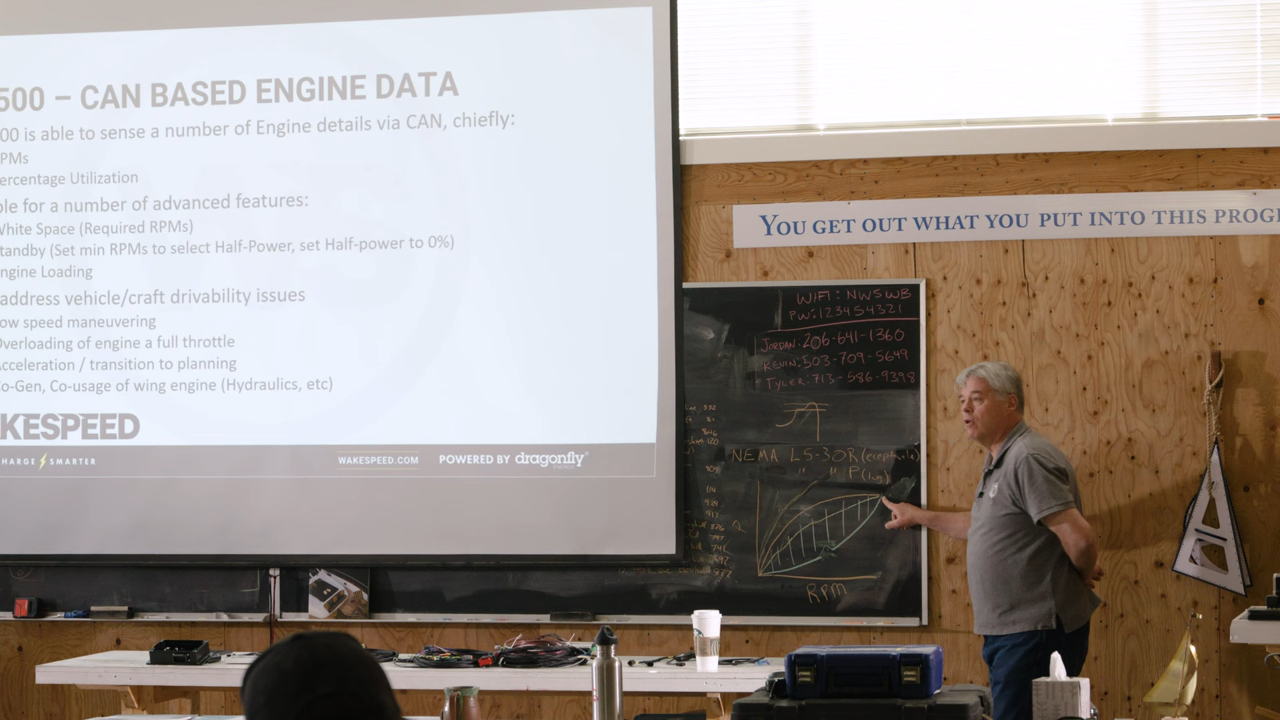 500 – CAN BASED ENGINE DATA
00 is able to sense a number of Engine details via CAN, chiefly:
PMs
ercentage Utilization
ble for a number of advanced features:
White Space (Required RPMs)
tandby (Set min RPMs to select Half-Power, set Half-power to 0%)
ngine Loading
address vehicle/craft drivability issues
ow speed maneuvering
Overloading of engine a full throttle
Acceleration / transition to planning
Co-Gen, Co-usage of wing engine (Hydraulics, etc)
KESPEED
HARGE SMARTER
WAKESPEED.COM
POWERED BY dragonfly
ENERGY
YOU GET OUT WHAT YOU PUT INTO THIS PROG
WIFI: NWSWB
PW:123454321
JORDAN: 206-641-1360
KEVIN: 503-709-5649
TYLER: 713-586-9398
NEMA L5-30R
" " P (lug)
RPM